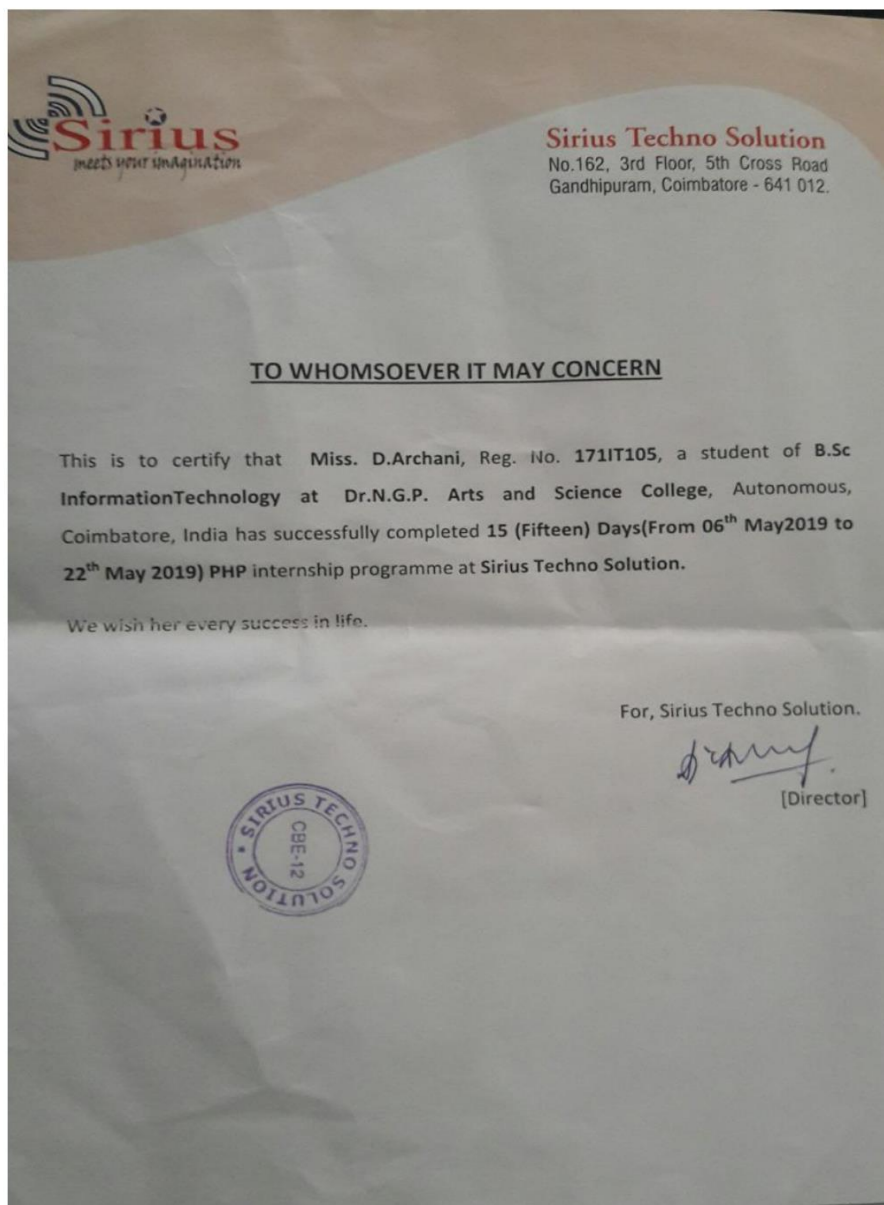 Sirius
meets your imagination
Sirius Techno Solution
No.162, 3rd Floor, 5th Cross Road
Gandhipuram, Coimbatore - 641 012.
TO WHOMSOEVER IT MAY CONCERN
This is to certify that Miss. D.Archani, Reg. No. 171IT105, a student of B.Sc
InformationTechnology at Dr.N.G.P. Arts and Science College, Autonomous,
Coimbatore, India has successfully completed 15 (Fifteen) Days(From 06th May2019 to
22th May 2019) PHP internship programme at Sirius Techno Solution.
We wish her every success in life.
For, Sirius Techno Solution.
[Director]
SIRIUS TECHNO SOLUTION
CBE-12